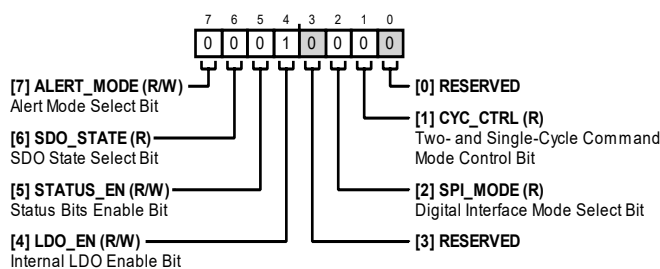 7 6 5 4 3 2 1 0
0 0 0 1 0 0 0 0
[7] ALERT_MODE (R/W)
Alert Mode Select Bit
[6] SDO_STATE (R)
SDO State Select Bit
[5] STATUS_EN (R/W)
Status Bits Enable Bit
[4] LDO_EN (R/W)
Internal LDO Enable Bit
[0] RESERVED
[1] CYC_CTRL (R)
Two- and Single-Cycle Command
Mode Control Bit
[2] SPI_MODE (R)
Digital Interface Mode Select Bit
[3] RESERVED